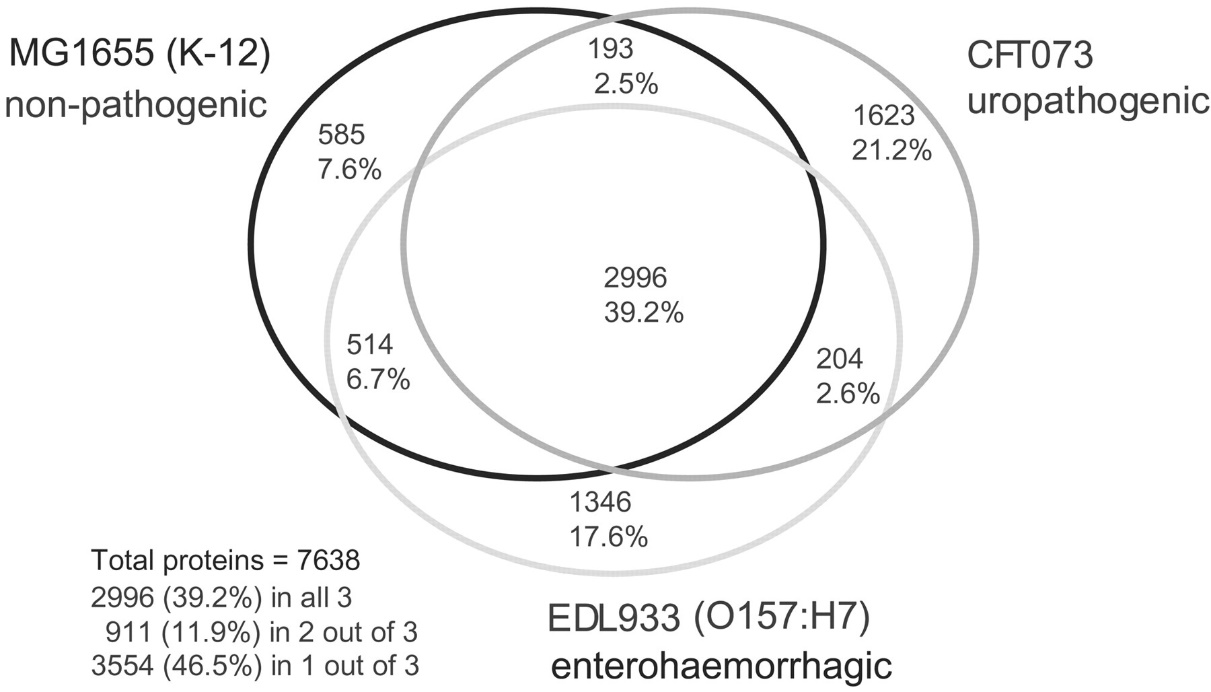 MG1655 (K-12)
non-pathogenic
CFT073
uropathogenic
193
2.5%
585
7.6%
1623
21.2%
2996
39.2%
514
6.7%
204
2.6%
1346
17.6%
Total proteins = 7638
2996 (39.2%) in all 3
911 (11.9%) in 2 out of 3
3554 (46.5%) in 1 out of 3
EDL933 (O157:H7)
enterohaemorrhagic